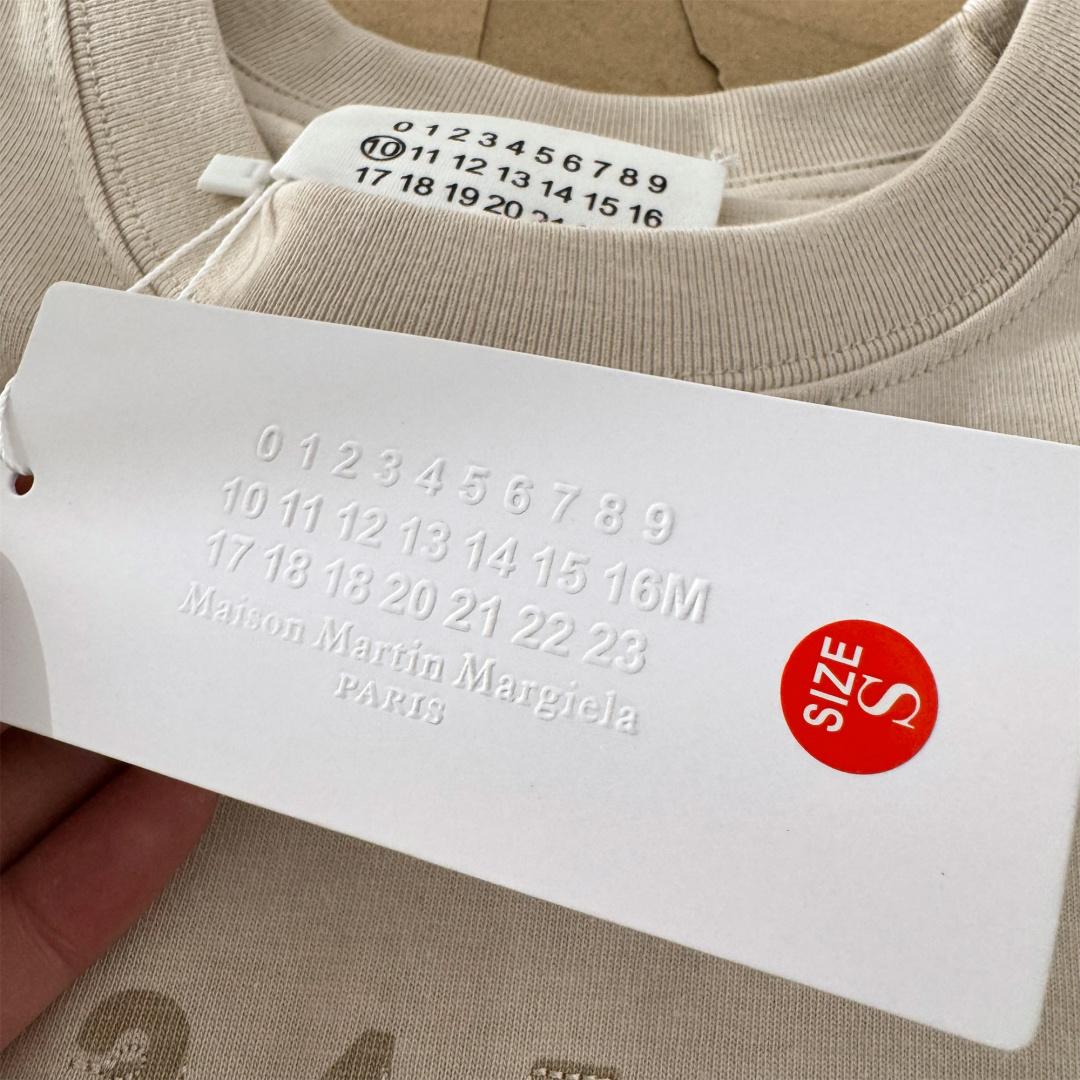 0 1 2 3 4 5 6 7 8 9
10 11 12 13 14 15 16
17 18 19 20 21
0 1 2 3 4 5 6 7 8 9
10 11 12 13 14 15 16M
17 18 18 20 21 22 23
Maison Martin Margiela
PARIS
SIZE
S